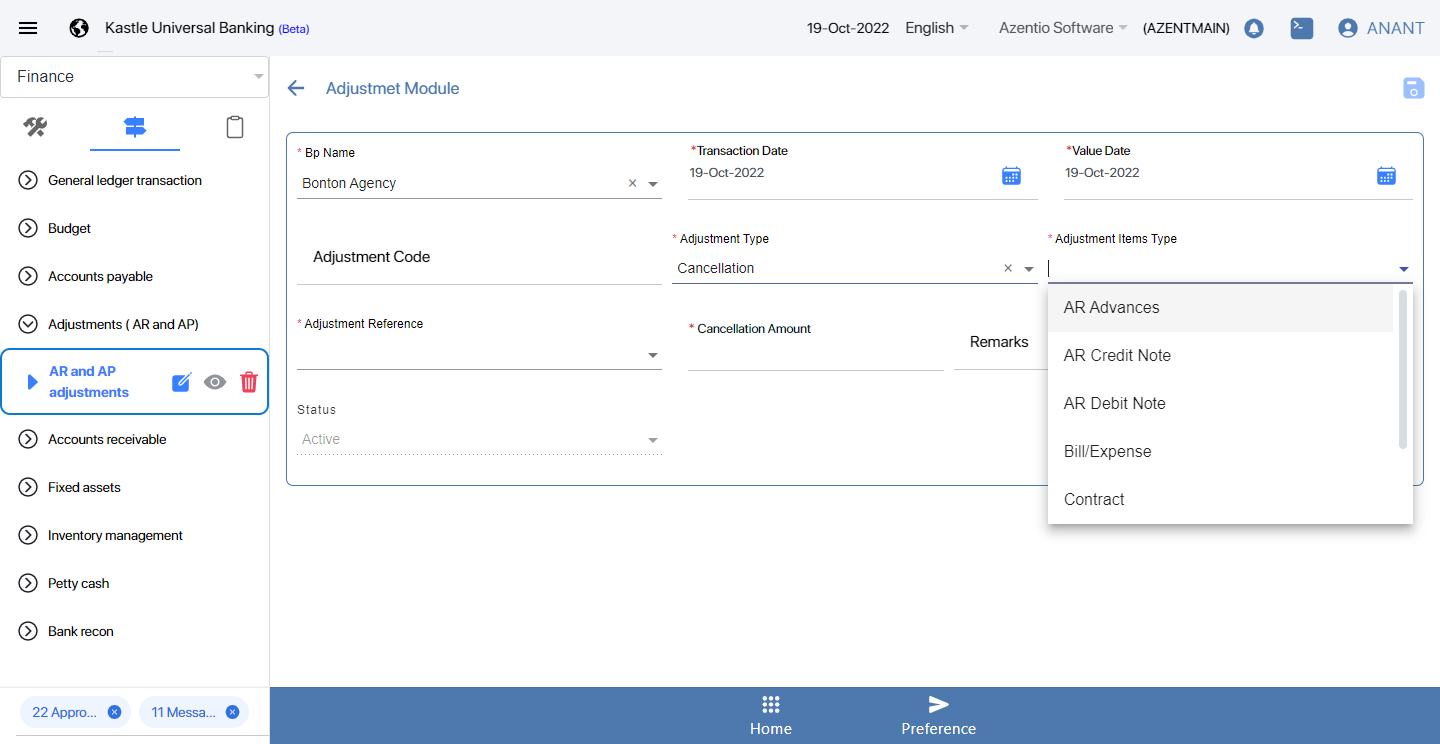 Kastle Universal Banking (Beta)
19-Oct-2022 English Azentio Software (AZENTMAIN) ANANT
Finance
General ledger transaction
Budget
Accounts payable
Adjustments ( AR and AP)
AR and AP
adjustments
Accounts receivable
Fixed assets
Inventory management
Petty cash
Bank recon
22 Appro... 11 Messa...
Adjustmet Module
* Bp Name *Transaction Date *Value Date
Bonton Agency × 19-Oct-2022 19-Oct-2022
Adjustment Code
* Adjustment Type * Adjustment Items Type
Cancellation ×
* Adjustment Reference * Cancellation Amount Remarks
AR Advances
AR Credit Note
AR Debit Note
Bill/Expense
Contract
Status
Active
Home Preference